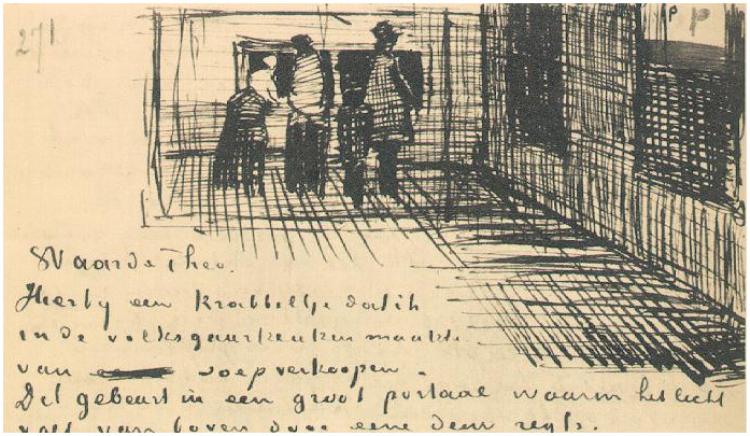 271
P P
Waarde Theo.
Hierby een krabbeltje dat ik
in de volksgaarkeuken maakte
van soepverkoopen.
Dit gebeurt in een groot portaal waarin het licht
valt van boven door eene deur regts.